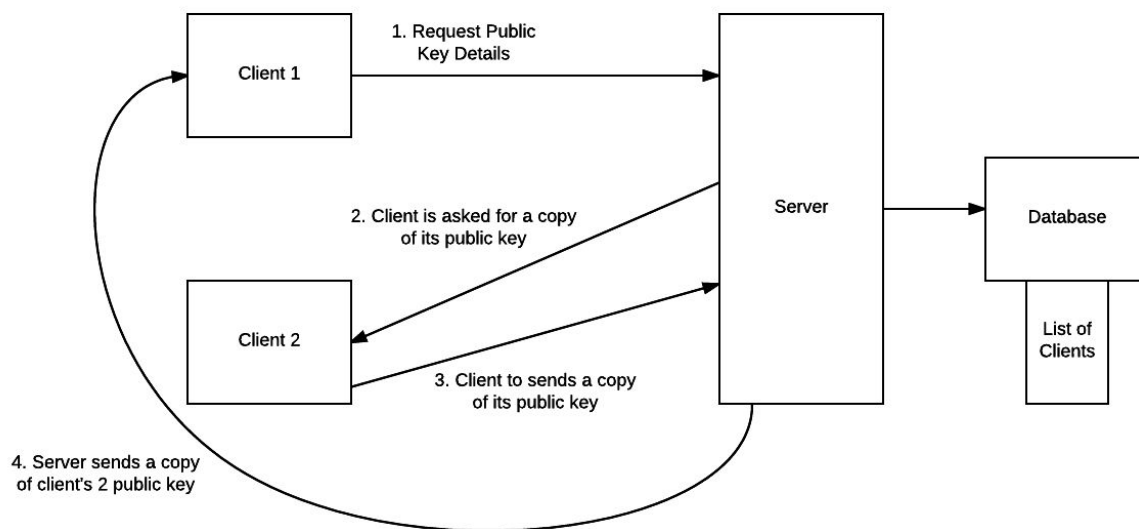 1. Request Public
Key Details
Client 1
Server
2. Client is asked for a copy
of its public key
Database
Client 2
List of
Clients
3. Client to sends a copy
of its public key
4. Server sends a copy
of client's 2 public key